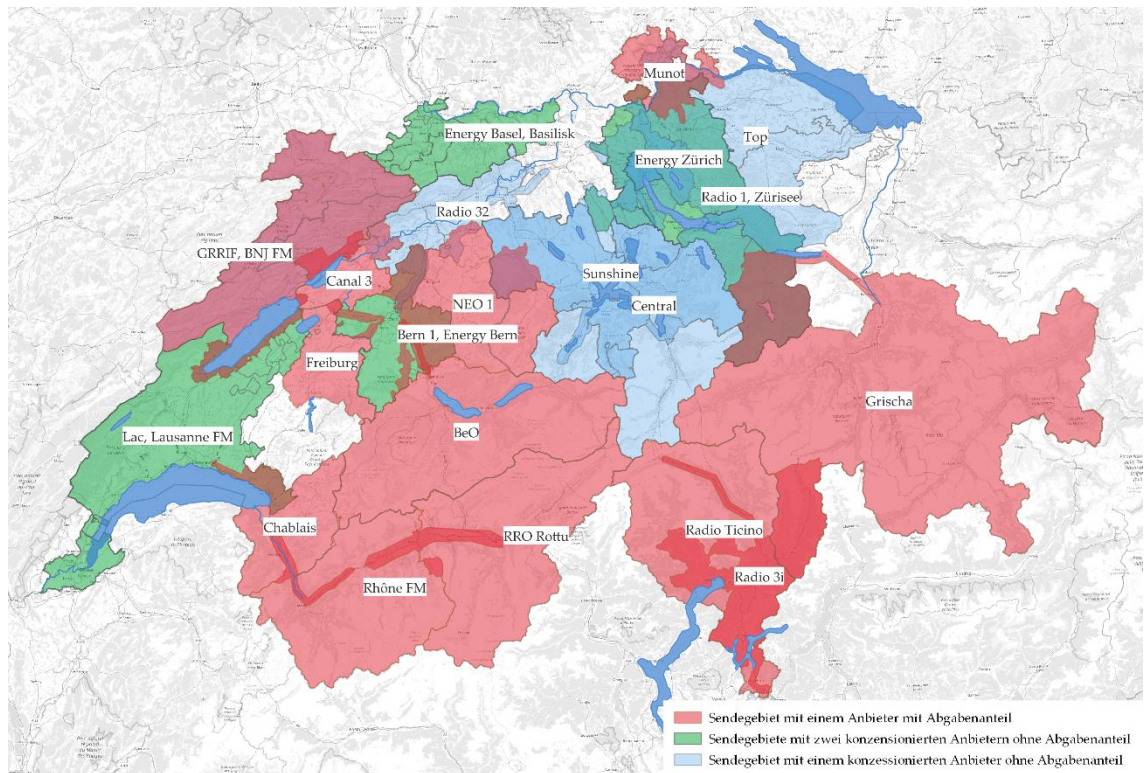 Munot
Energy Basel, Basilisk
Top
Energy Zürich
Radio 1, Zürisee
Radio 32
GRRIF, BNJ FM
Sunshine
Canal 3
NEO 1
Central
Bern 1, Energy Bern
Freiburg
Grischa
BeO
Lac, Lausanne FM
Chablais
Radio Ticino
RRO Rottu
Radio 3i
Rhône FM
Sendegebiet mit einem Anbieter mit Abgabenanteil
Sendegebiete mit zwei konzensionierten Anbietern ohne Abgabenanteil
Sendegebiet mit einem konzessionierten Anbieter ohne Abgabenanteil